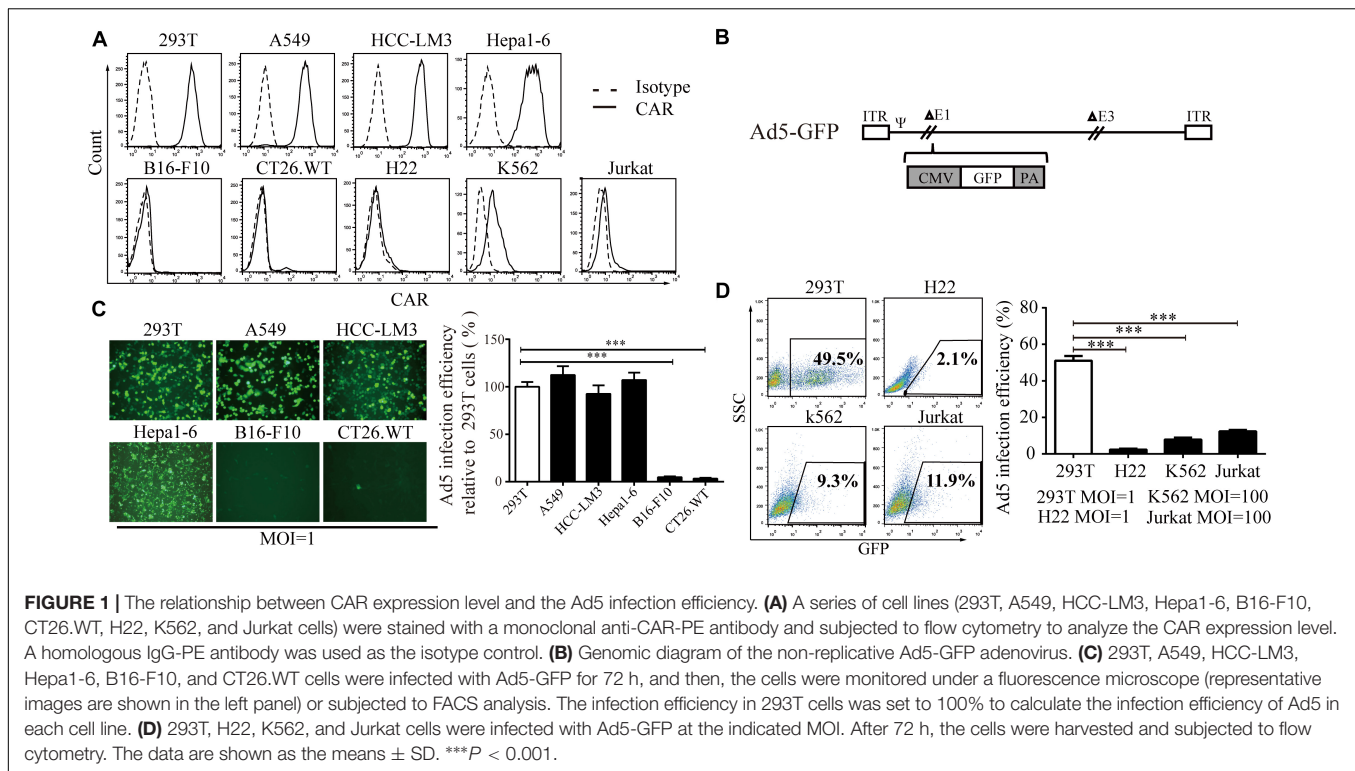 A
293T A549 HCC-LM3 Hepa1-6
Isotype
CAR
Count
B16-F10 CT26.WT H22 K562 Jurkat
CAR
B
Ad5-GFP
ITR Ψ ΔE1 ΔE3 ITR
CMV GFP PA
C
293T A549 HCC-LM3
Hepa1-6 B16-F10 CT26.WT
MOI=1
Ad5 infection efficiency
relative to 293T cells (%)
150
100
50
0
***
***
293T A549 HCC-LM3 Hepa1-6 B16-F10 CT26.WT
D
293T H22
49.5% 2.1%
k562 Jurkat
9.3% 11.9%
SSC
GFP
Ad5 infection efficiency (%)
80
60
40
20
0
***
***
***
293T H22 K562 Jurkat
293T MOI=1 K562 MOI=100
H22 MOI=1 Jurkat MOI=100
FIGURE 1 | The relationship between CAR expression level and the Ad5 infection efficiency. (A) A series of cell lines (293T, A549, HCC-LM3, Hepa1-6, B16-F10,
CT26.WT, H22, K562, and Jurkat cells) were stained with a monoclonal anti-CAR-PE antibody and subjected to flow cytometry to analyze the CAR expression level.
A homologous IgG-PE antibody was used as the isotype control. (B) Genomic diagram of the non-replicative Ad5-GFP adenovirus. (C) 293T, A549, HCC-LM3,
Hepa1-6, B16-F10, and CT26.WT cells were infected with Ad5-GFP for 72 h, and then, the cells were monitored under a fluorescence microscope (representative
images are shown in the left panel) or subjected to FACS analysis. The infection efficiency in 293T cells was set to 100% to calculate the infection efficiency of Ad5 in
each cell line. (D) 293T, H22, K562, and Jurkat cells were infected with Ad5-GFP at the indicated MOI. After 72 h, the cells were harvested and subjected to flow
cytometry. The data are shown as the means ± SD. ***P < 0.001.